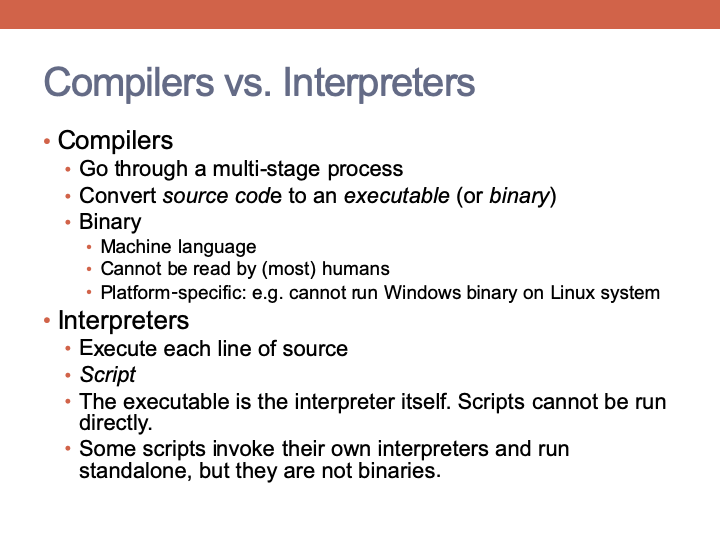 Compilers vs. Interpreters
• Compilers
• Go through a multi-stage process
• Convert source code to an executable (or binary)
• Binary
• Machine language
• Cannot be read by (most) humans
• Platform-specific: e.g. cannot run Windows binary on Linux system
• Interpreters
• Execute each line of source
• Script
• The executable is the interpreter itself. Scripts cannot be run
directly.
• Some scripts invoke their own interpreters and run
standalone, but they are not binaries.